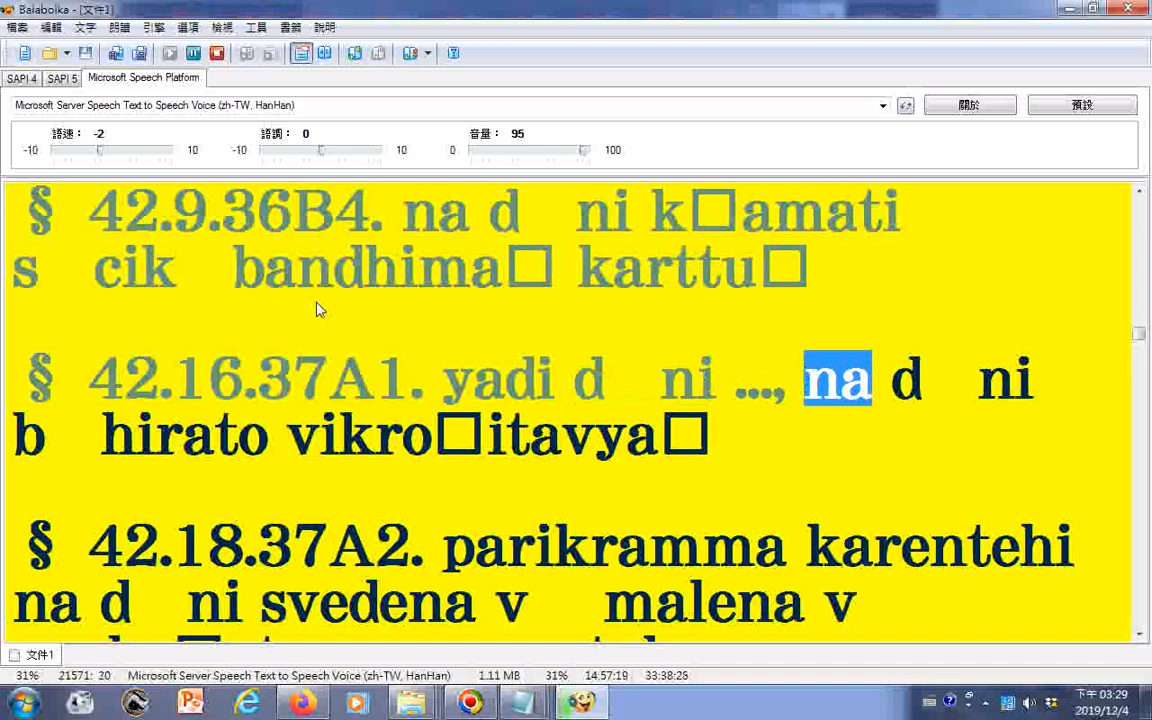 Balabolka - [文件1]
檔案 編輯 文字 朗讀 引擎 選項 檢視 工具 書籤 說明
SAPI 4 SAPI 5 Microsoft Speech Platform
Microsoft Server Speech Text to Speech Voice (zh-TW, HanHan) 關於 預設
語速： -2 語調： 0 音量： 95
-10 10 -10 10 0 100
§ 42.9.36B4. na d ni k□amati
s cik bandhima□ karttu□
§ 42.16.37A1. yadi d ni ..., na d ni
b hirato vikro□itavya□
§ 42.18.37A2. parikramma karentehi
na d ni svedena v malena v
文件1
31% 21571: 20 Microsoft Server Speech Text to Speech Voice (zh-TW, HanHan) 1.11 MB 31% 14:57:19 33:38:28
下午 03:29
2019/12/4